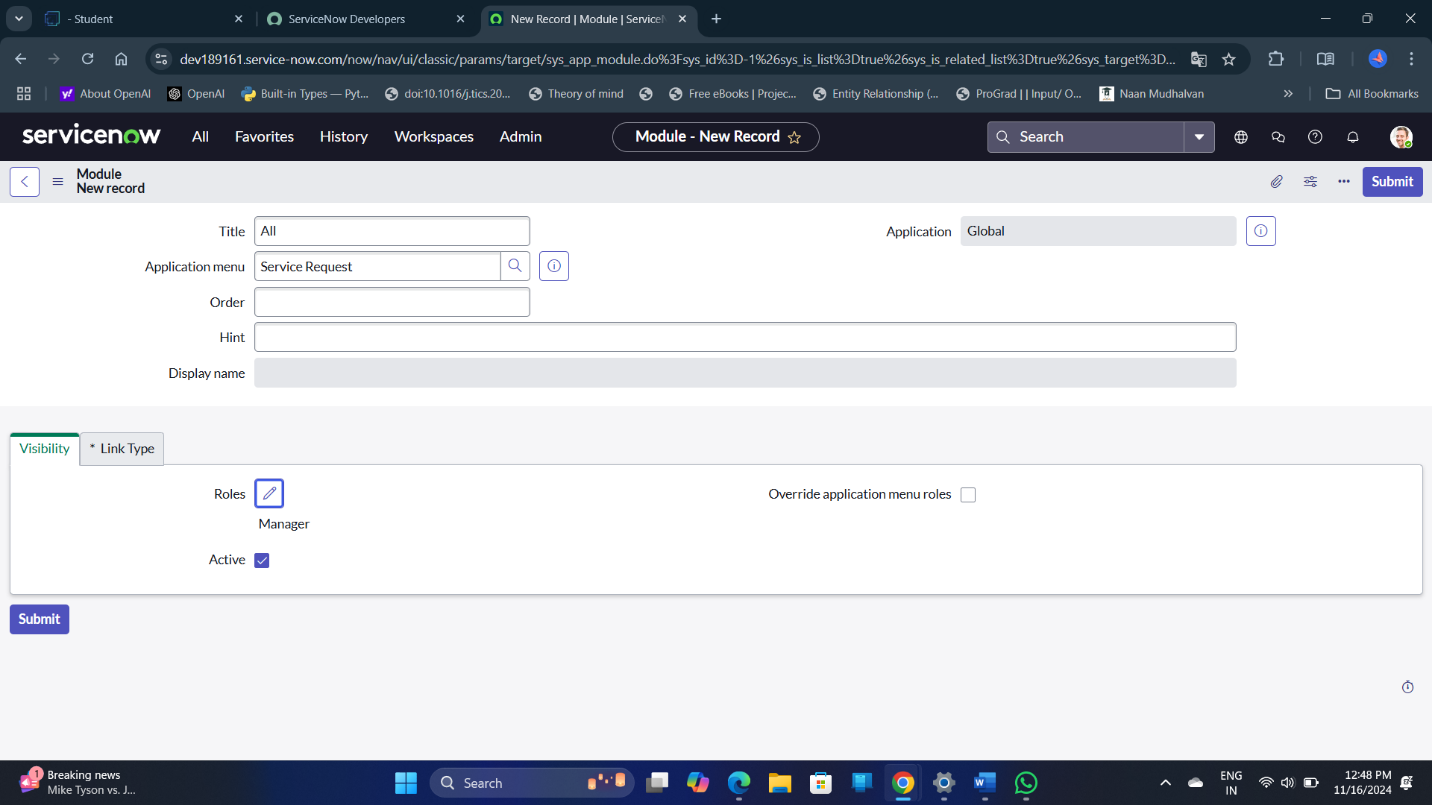 - Student
ServiceNow Developers
New Record | Module | ServiceN
dev189161.service-now.com/now/nav/ui/classic/params/target/sys_app_module.do%3Fsys_id%3D-1%26sys_is_list%3Dtrue%26sys_is_related_list%3Dtrue%26sys_target%3D...
About OpenAI
OpenAI
Built-in Types — Pyt...
doi:10.1016/j.tics.20...
Theory of mind
Free eBooks | Projec...
Entity Relationship (...
ProGrad | | Input/ O...
Naan Mudhalvan
All Bookmarks
servicenow
All
Favorites
History
Workspaces
Admin
Module - New Record
Search
Module
New record
Submit
Title
All
Application
Global
Application menu
Service Request
Order
Hint
Display name
Visibility
* Link Type
Roles
Override application menu roles
Manager
Active
Submit
1
Breaking news
Mike Tyson vs. J...
Search
ENG
IN
12:48 PM
11/16/2024